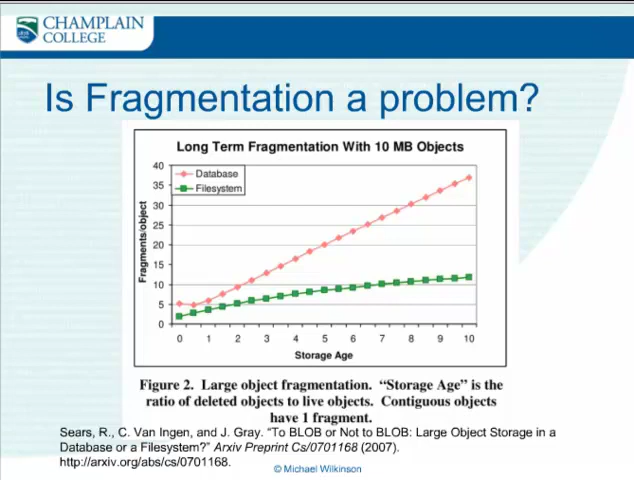 CHAMPLAIN
COLLEGE
Is Fragmentation a problem?
Long Term Fragmentation With 10 MB Objects
Database
Filesystem
Fragments/object
40
35
30
25
20
15
10
5
0
0 1 2 3 4 5 6 7 8 9 10
Storage Age
Figure 2. Large object fragmentation. “Storage Age” is the
ratio of deleted objects to live objects. Contiguous objects
have 1 fragment.
Sears, R., C. Van Ingen, and J. Gray. “To BLOB or Not to BLOB: Large Object Storage in a
Database or a Filesystem?” Arxiv Preprint Cs/0701168 (2007).
http://arxiv.org/abs/cs/0701168.
© Michael Wilkinson